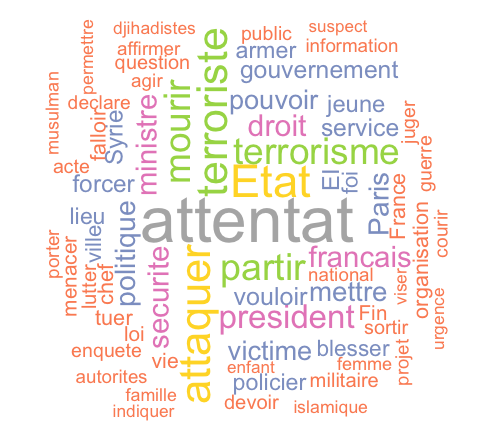 djihadistes
public
suspect
affirmer
armer
information
question
gouvernement
agir
permettre
musulman
declare
falloir
Syrie
ministre
mourir
terroriste
pouvoir
jeune
droit
service
juger
guerre
terrorisme
acte
forcer
Etat
El
foi
Paris
France
lieu
villeu
attentat
politique
organisation
courir
porter
menacer
lutter
chef
securite
attaquer
partir
francais
national
viser
urgence
vouloir
mettre
tuer
loi
president
Fin
sortir
projet
enquete
vie
victime
blesser
enfant
femme
autorites
policier
militaire
famille
devoir
indiquer
islamique